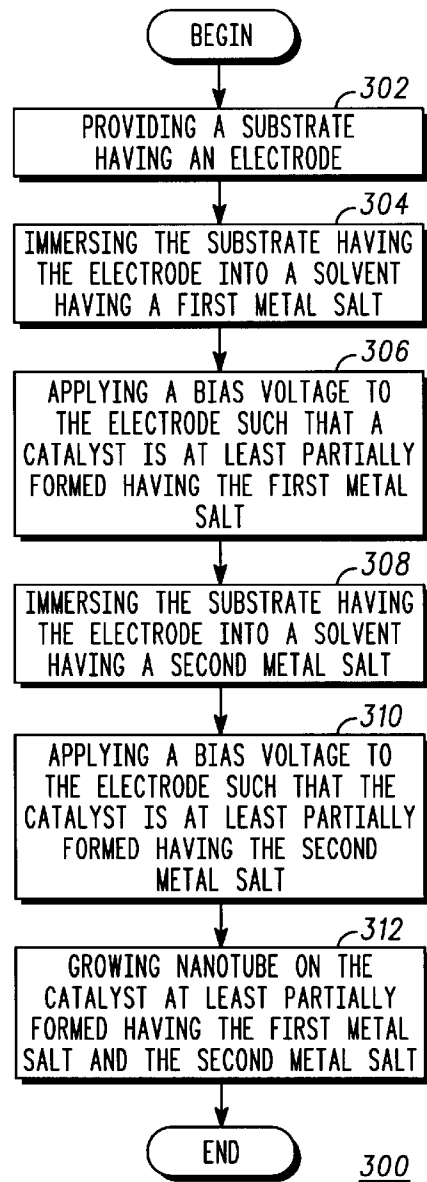 BEGIN
302
PROVIDING A SUBSTRATE
HAVING AN ELECTRODE
304
IMMERSING THE SUBSTRATE HAVING
THE ELECTRODE INTO A SOLVENT
HAVING A FIRST METAL SALT
306
APPLYING A BIAS VOLTAGE TO
THE ELECTRODE SUCH THAT A
CATALYST IS AT LEAST PARTIALLY
FORMED HAVING THE FIRST METAL
SALT
308
IMMERSING THE SUBSTRATE HAVING
THE ELECTRODE INTO A SOLVENT
HAVING A SECOND METAL SALT
310
APPLYING A BIAS VOLTAGE TO
THE ELECTRODE SUCH THAT THE
CATALYST IS AT LEAST PARTIALLY
FORMED HAVING THE SECOND
METAL SALT
312
GROWING NANOTUBE ON THE
CATALYST AT LEAST PARTIALLY
FORMED HAVING THE FIRST METAL
SALT AND THE SECOND METAL SALT
END
300